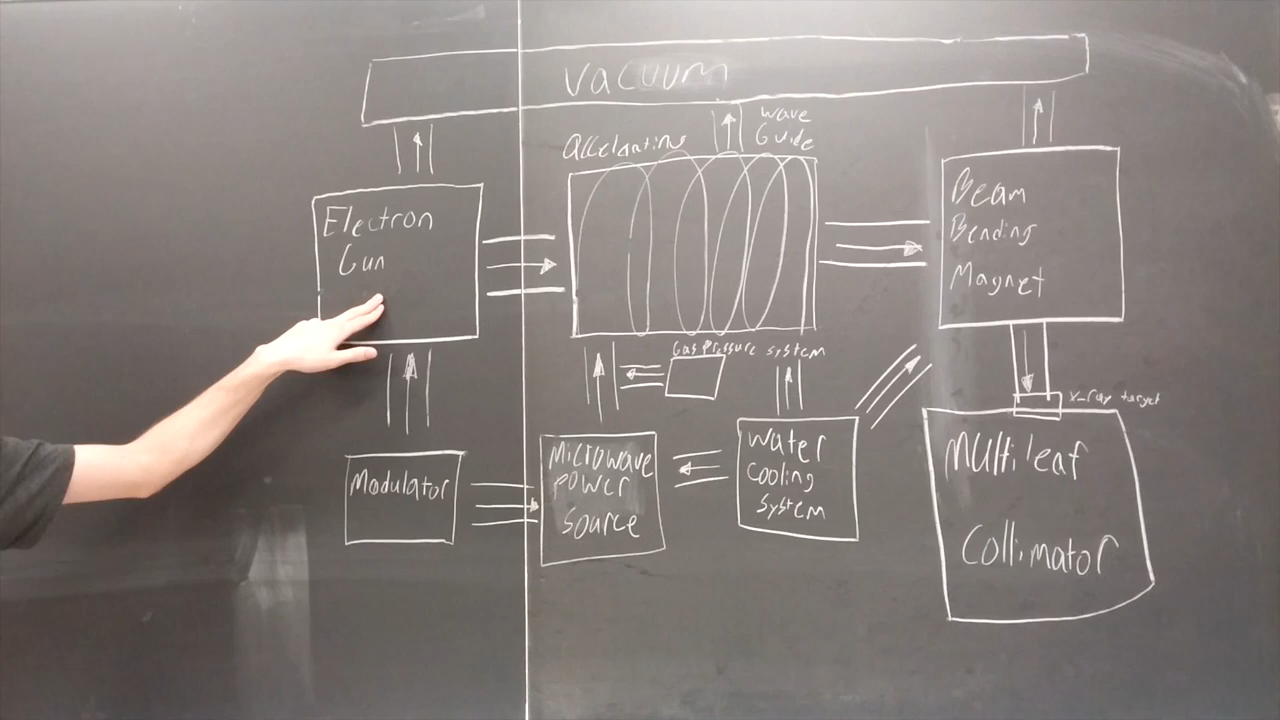 Vacuum
Accelanting
Wave
Guide
Electron
Gun
Beam
Bending
Magnet
Gas Pressure system
X-ray target
Modulator
Microwave
Power
Source
Water
Cooling
System
Multileaf
Collimator